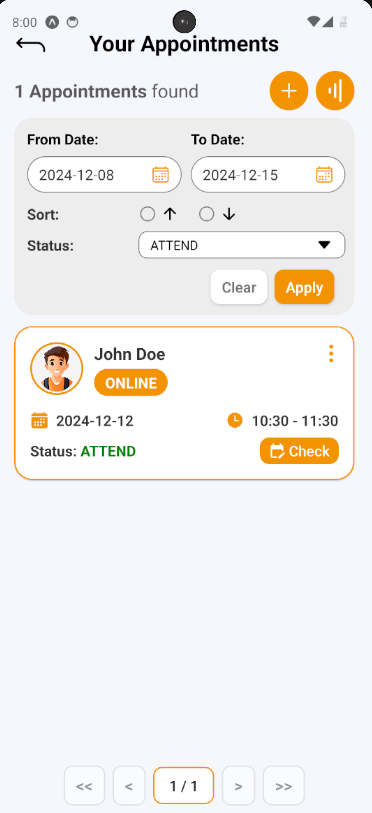 8:00
Your Appointments
1 Appointments found
From Date: To Date:
2024-12-08 2024-12-15
Sort:
Status: ATTEND
Clear Apply
John Doe
ONLINE
2024-12-12 10:30 - 11:30
Status: ATTEND Check
<< < 1 / 1 > >>